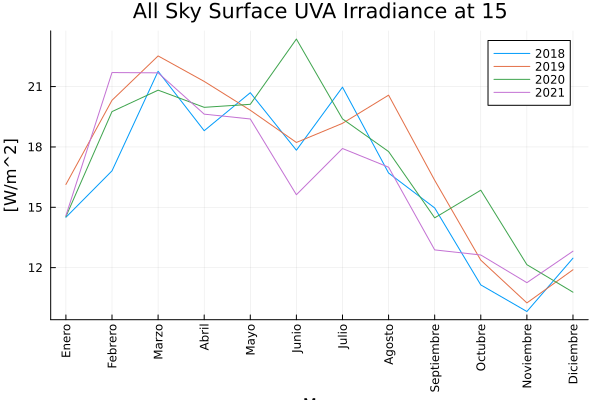 All Sky Surface UVA Irradiance at 15
[W/m^2]
21
18
15
12
2018
2019
2020
2021
Enero
Febrero
Marzo
Abril
Mayo
Junio
Julio
Agosto
Septiembre
Octubre
Noviembre
Diciembre